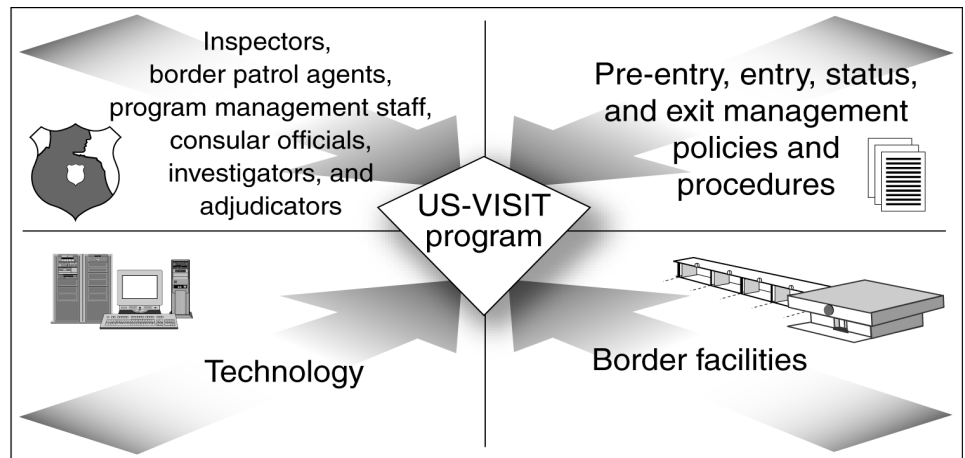 Inspectors,
border patrol agents,
program management staff,
consular officials,
investigators, and
adjudicators
Pre-entry, entry, status,
and exit management
policies and
procedures
US-VISIT
program
Technology
Border facilities